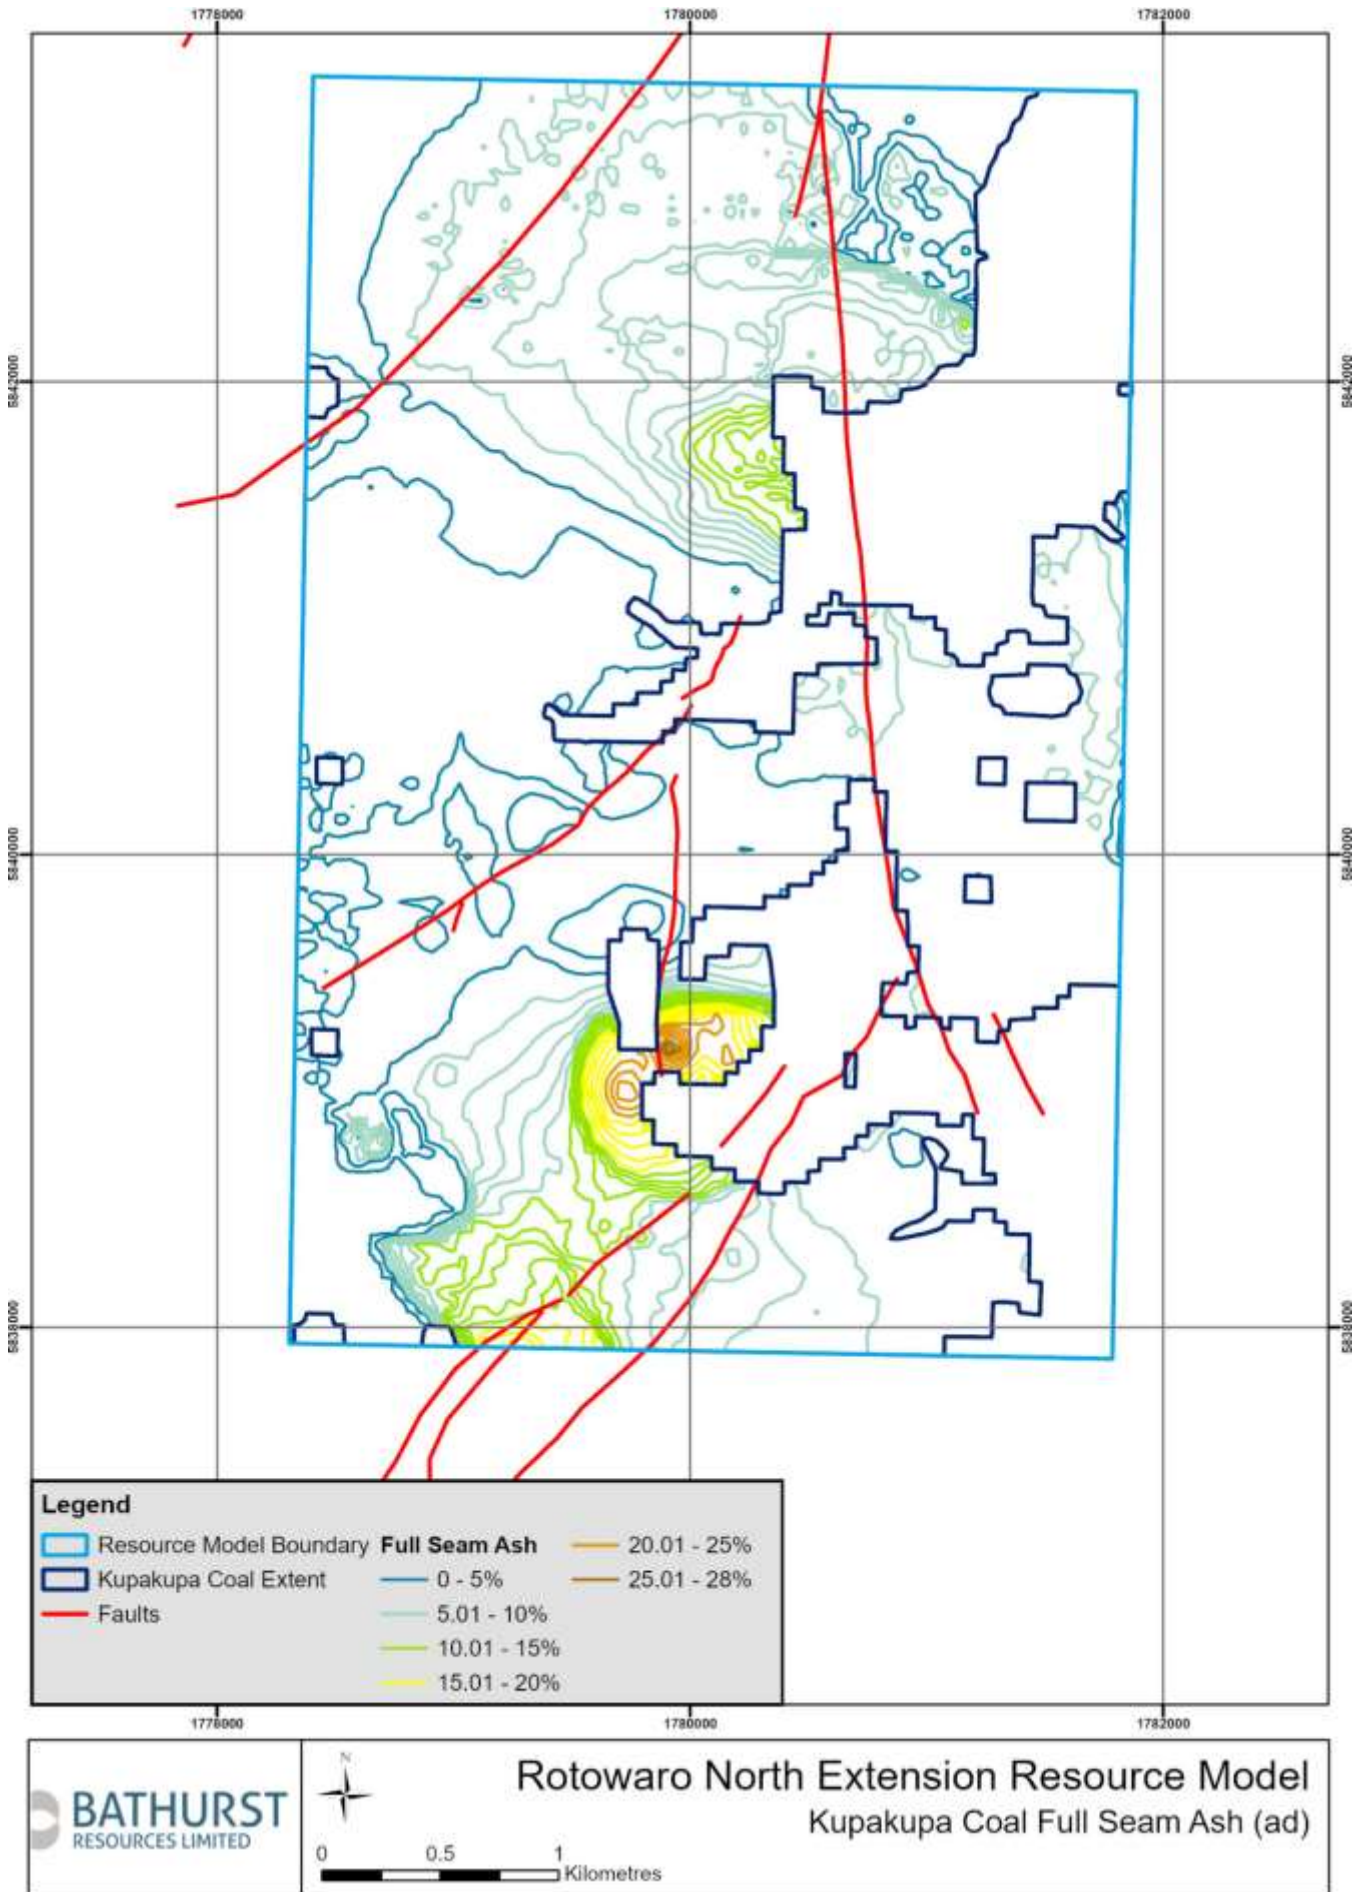 1778000 1780000 1782000
5842000 5842000
5840000 5840000
5838000 5838000
Legend
Resource Model Boundary
Kupakupa Coal Extent
Faults
Full Seam Ash
0 - 5%
5.01 - 10%
10.01 - 15%
15.01 - 20%
20.01 - 25%
25.01 - 28%
1778000 1780000 1782000
BATHURST
RESOURCES LIMITED
N
0 0.5 1
Kilometres
Rotowaro North Extension Resource Model
Kupakupa Coal Full Seam Ash (ad)